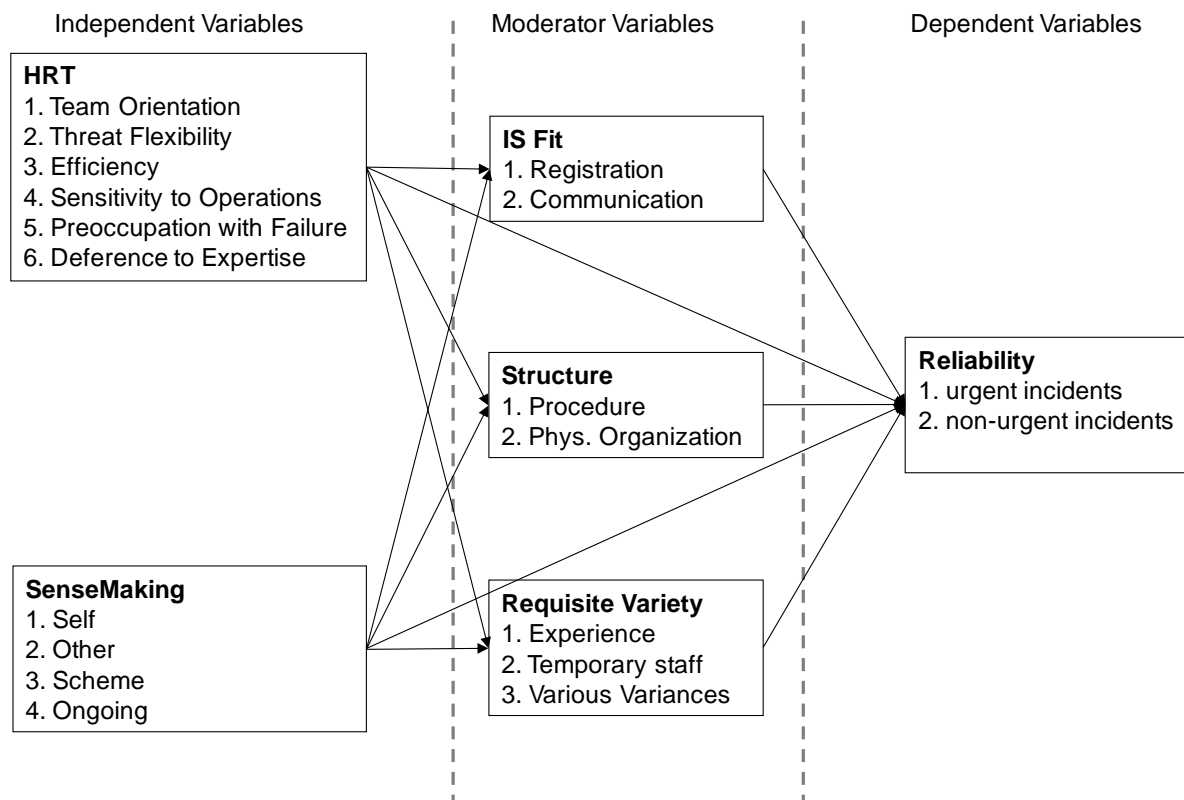 Independent Variables
Moderator Variables
Dependent Variables
HRT
1. Team Orientation
2. Threat Flexibility
3. Efficiency
4. Sensitivity to Operations
5. Preoccupation with Failure
6. Deference to Expertise
SenseMaking
1. Self
2. Other
3. Scheme
4. Ongoing
IS Fit
1. Registration
2. Communication
Structure
1. Procedure
2. Phys. Organization
Requisite Variety
1. Experience
2. Temporary staff
3. Various Variances
Reliability
1. urgent incidents
2. non-urgent incidents